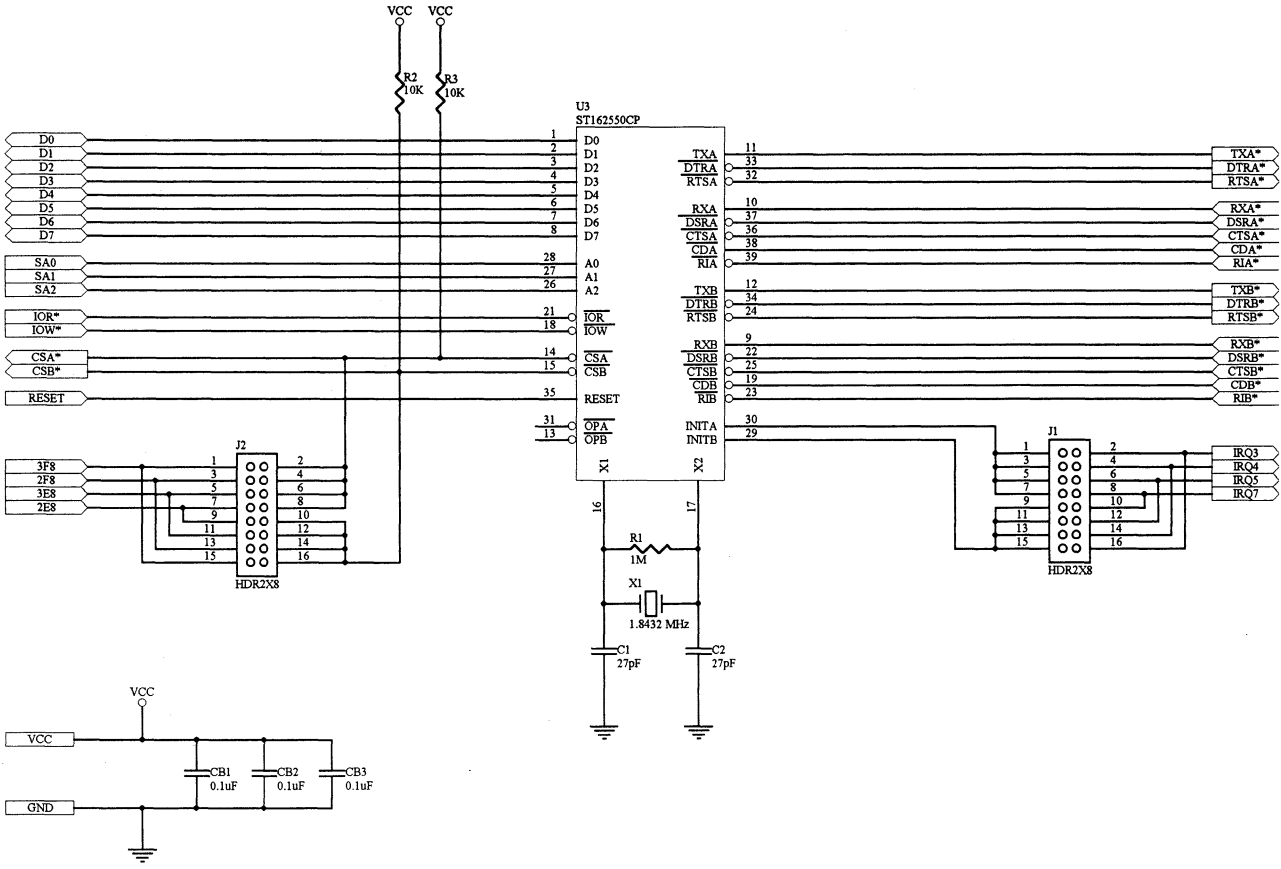 VCC VCC
R2 R3
10K 10K
U3
ST162550CP
D0 1 D0
D1 2 D1 TXA 11 TXA*
D2 3 D2 DTRA 33 DTRA*
D3 4 D3 RTSA 32 RTSA*
D4 5 D4
D5 6 D5 RXA 10 RXA*
D6 7 D6 DSRA 37 DSRA*
D7 8 D7 CTSA 36 CTSA*
CDA 38 CDA*
SA0 28 A0 RIA 39 RIA*
SA1 27 A1
SA2 26 A2 TXB 12 TXB*
DTRB 34 DTRB*
IOR* 21 IOR RTSB 24 RTSB*
IOW* 18 IOW
RXB 9 RXB*
CSA* 14 CSA DSRB 22 DSRB*
CSB* 15 CSB CTSB 25 CTSB*
CDB 19 CDB*
RESET 35 RESET RIB 23 RIB*
31 OPA INITA 30
13 OPB INITB 29
J2 J1
X1 X2
1 2 3F8
3 4 2F8
5 6 3E8
7 8 2E8
9 10
11 12
13 14
15 16
HDR2X8
1 2 IRQ3
3 4 IRQ4
5 6 IRQ5
7 8 IRQ7
9 10
11 12
13 14
15 16
HDR2X8
16 17
R1
1M
X1
1.8432 MHz
C1 C2
27pF 27pF
VCC
VCC
CB1 CB2 CB3
0.1uF 0.1uF 0.1uF
GND